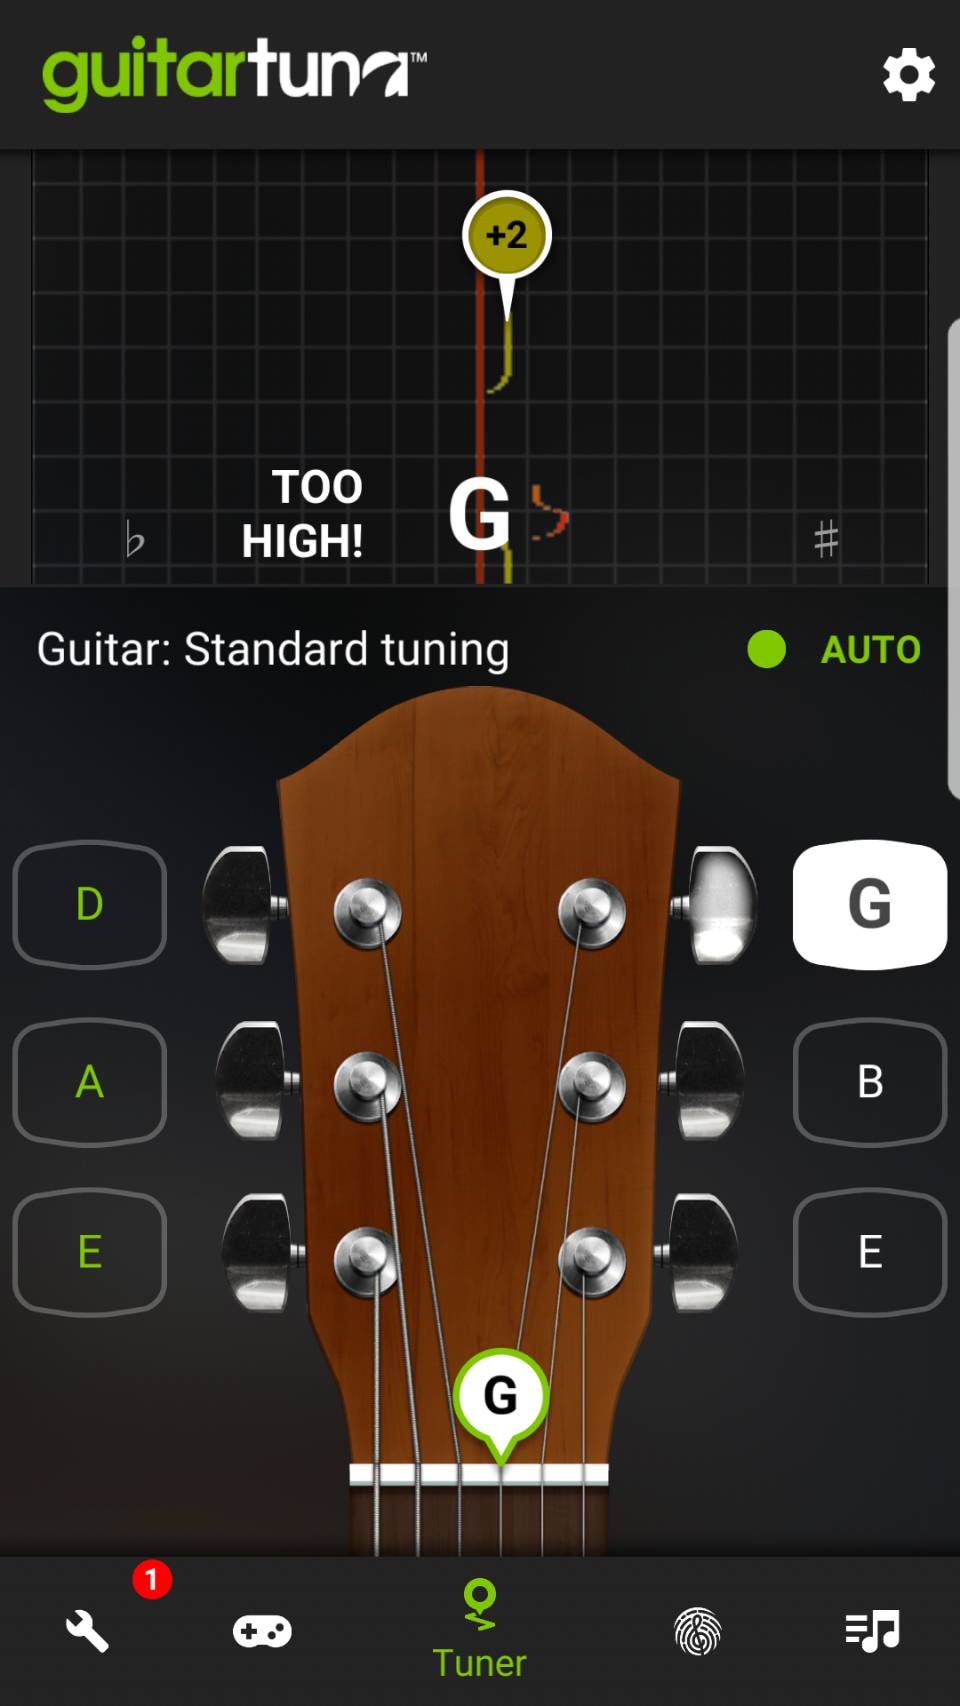 guitartuna™
+2
TOO
HIGH!
G
♭
♯
Guitar: Standard tuning
AUTO
D
G
A
B
E
E
G
1
Tuner